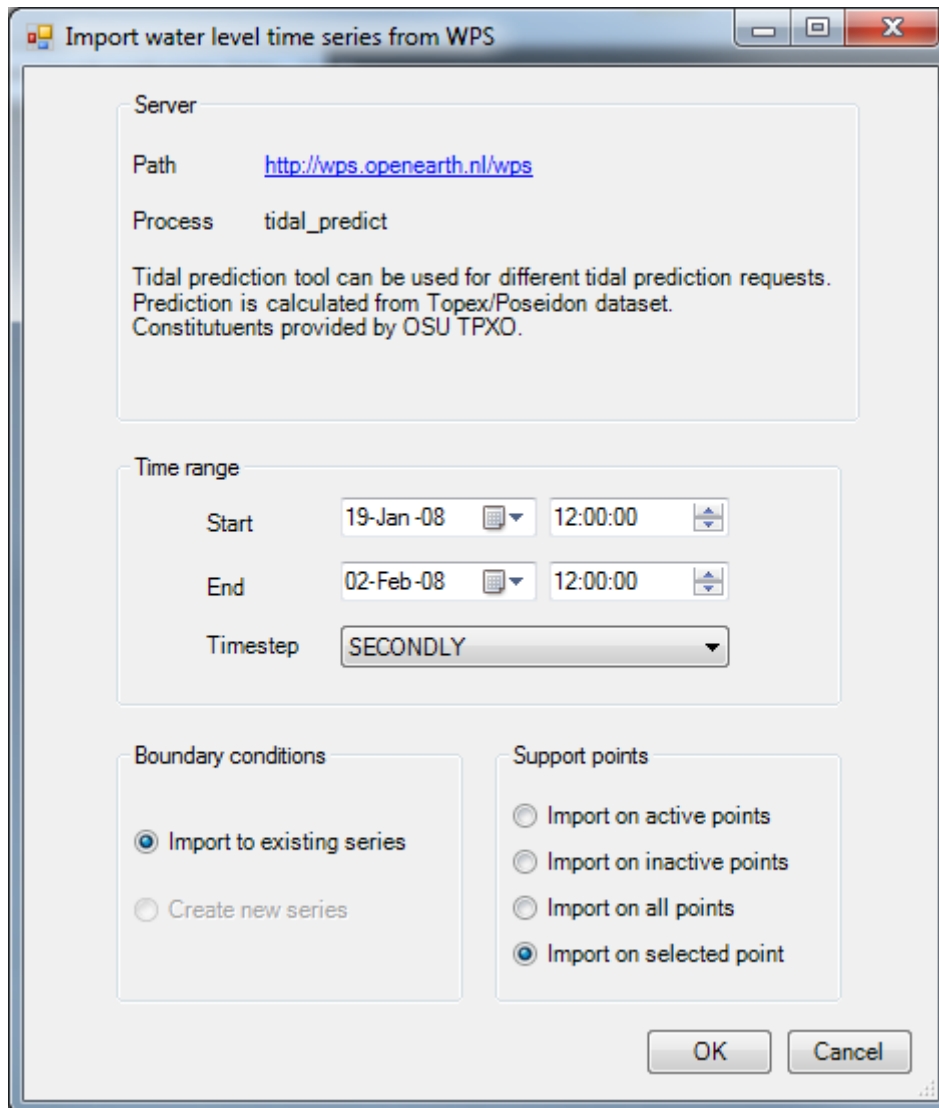 Import water level time series from WPS
Server
Path http://wps.openearth.nl/wps
Process tidal_predict
Tidal prediction tool can be used for different tidal prediction requests.
Prediction is calculated from Topex/Poseidon dataset.
Constitutuents provided by OSU TPXO.
Time range
Start 19-Jan -08 12:00:00
End 02-Feb -08 12:00:00
Timestep SECONDLY
Boundary conditions
Import to existing series
Create new series
Support points
Import on active points
Import on inactive points
Import on all points
Import on selected point
OK Cancel